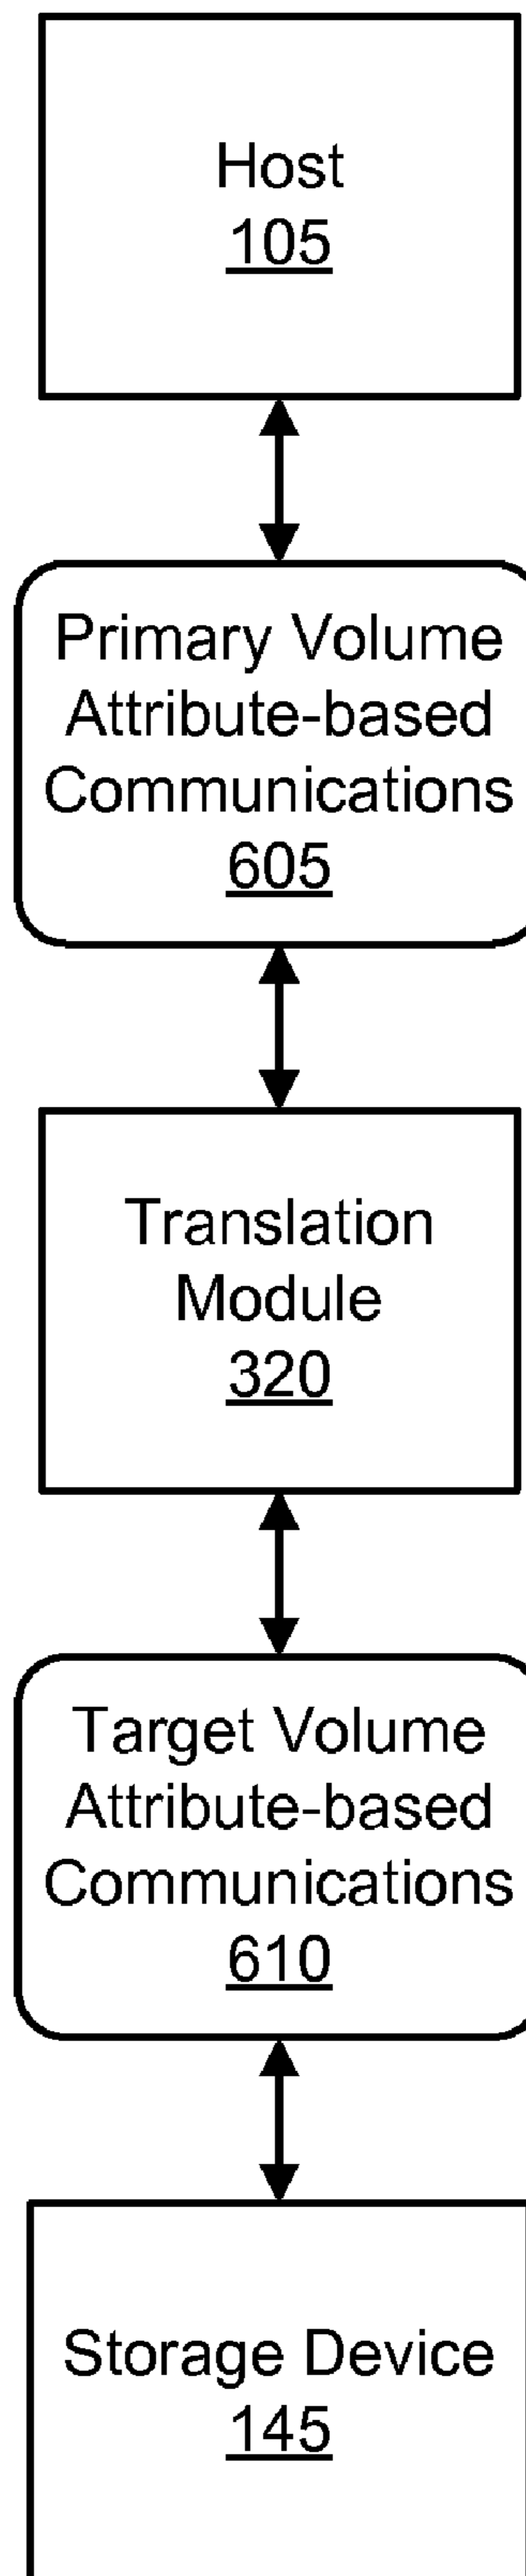 Host
105
Primary Volume
Attribute-based
Communications
605
Translation
Module
320
Target Volume
Attribute-based
Communications
610
Storage Device
145